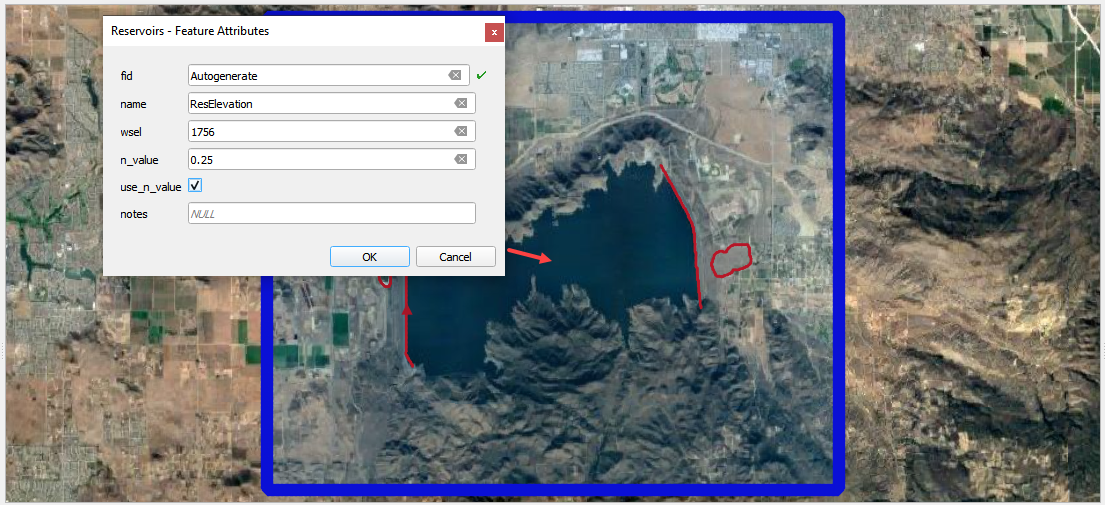 Reservoirs - Feature Attributes
x
fid Autogenerate
name ResElevation
wsel 1756
n_value 0.25
use_n_value
notes NULL
OK Cancel